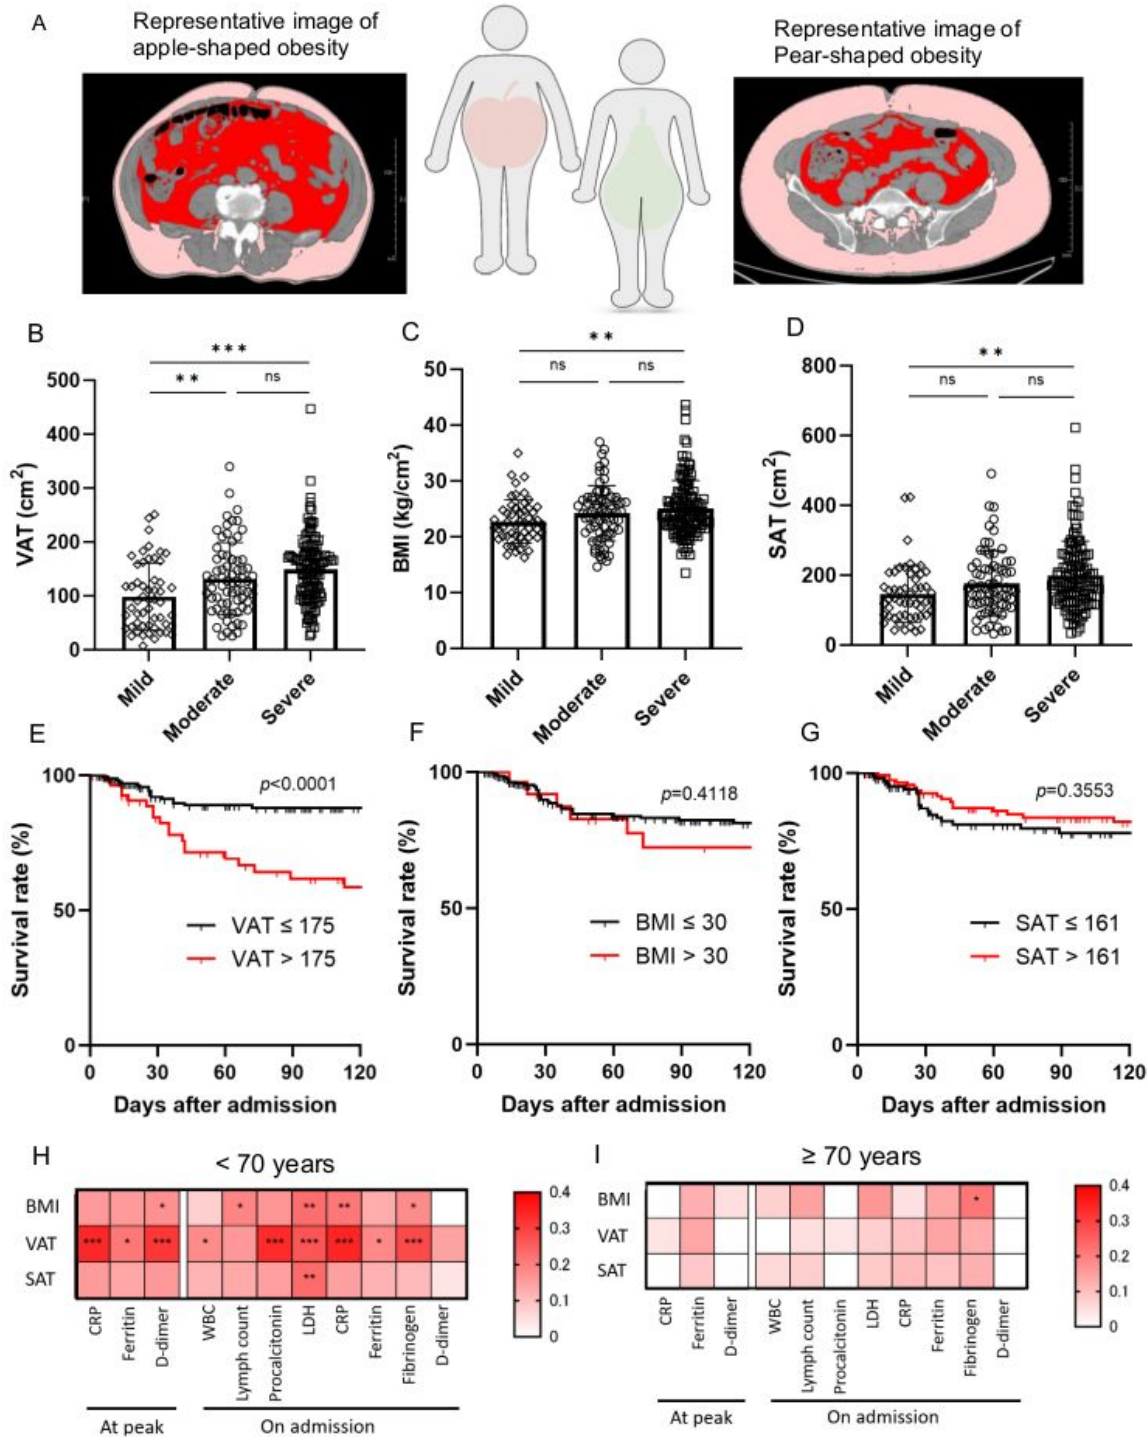 A
Representative image of
apple-shaped obesity
Representative image of
Pear-shaped obesity
B
***
**
ns
500
400
300
200
100
0
VAT (cm²)
Mild
Moderate
Severe
C
**
ns
ns
50
40
30
20
10
0
BMI (kg/cm²)
Mild
Moderate
Severe
D
**
ns
ns
800
600
400
200
0
SAT (cm²)
Mild
Moderate
Severe
E
100
50
0
Survival rate (%)
p<0.0001
VAT ≤ 175
VAT > 175
0 30 60 90 120
Days after admission
F
100
50
0
Survival rate (%)
p=0.4118
BMI ≤ 30
BMI > 30
0 30 60 90 120
Days after admission
G
100
50
0
Survival rate (%)
p=0.3553
SAT ≤ 161
SAT > 161
0 30 60 90 120
Days after admission
H
< 70 years
BMI * * ** ** *
VAT *** * *** * *** *** *** * ***
SAT **
CRP
Ferritin
D-dimer
WBC
Lymph count
Procalcitonin
LDH
CRP
Ferritin
Fibrinogen
D-dimer
At peak
On admission
0.4
0.3
0.2
0.1
0
I
≥ 70 years
BMI *
VAT
SAT
CRP
Ferritin
D-dimer
WBC
Lymph count
Procalcitonin
LDH
CRP
Ferritin
Fibrinogen
D-dimer
At peak
On admission
0.4
0.3
0.2
0.1
0